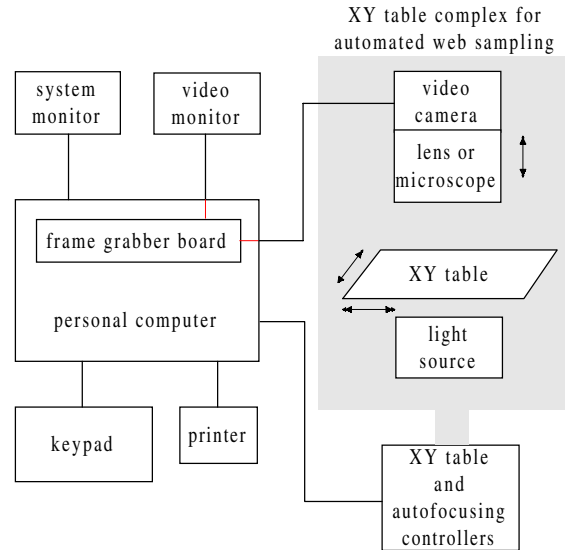 XY table complex for
automated web sampling
system
monitor
video
monitor
video
camera
lens or
microscope
frame grabber board
XY table
personal computer
light
source
keypad
printer
XY table
and
autofocusing
controllers